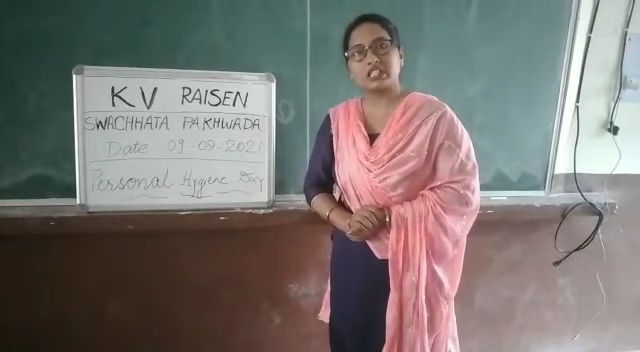 KV RAISEN
SWACHHATA PAKHWADA
Date 09-09-2021
Personal Hygiene Day